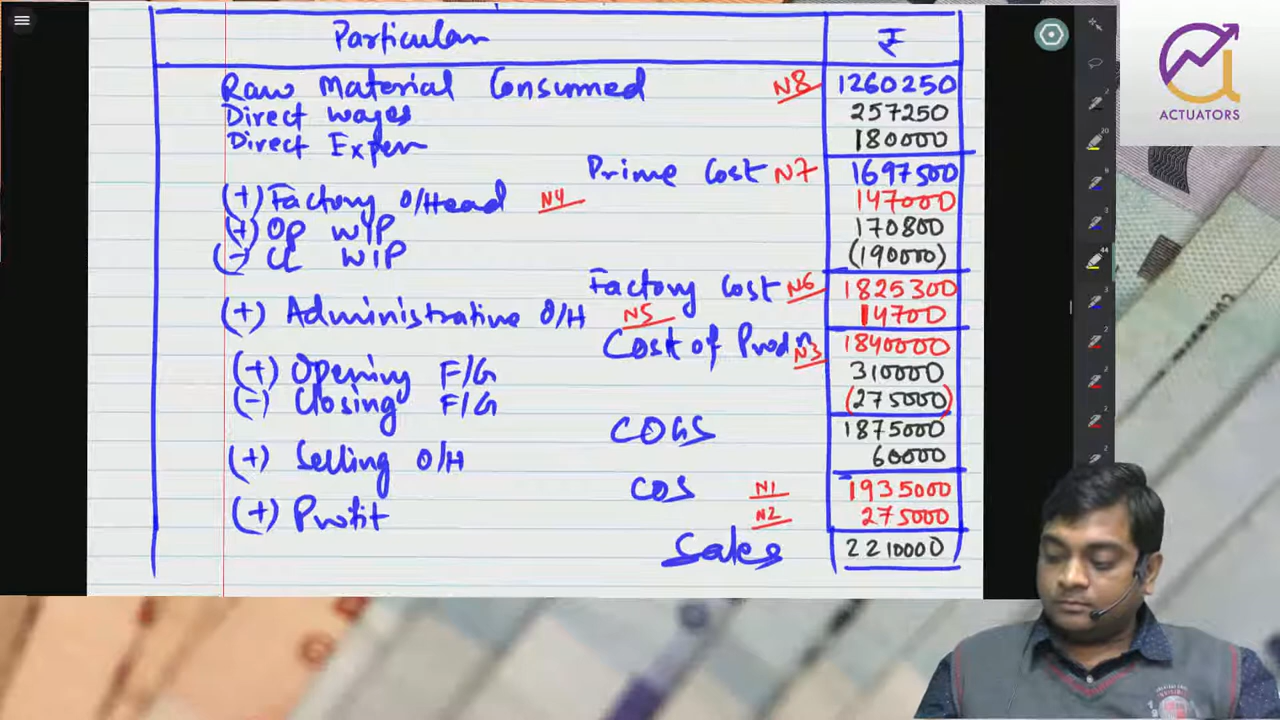 Particular ₹
Raw Material Consumed N8 1260250
Direct wages 257250
Direct Expen 180000
Prime Cost N7 1697500
(+) Factory O/Head N4 147000
(+) OP WIP 170800
(-) CL WIP (190000)
Factory Cost N6 1825300
(+) Administrative O/H N5 14700
Cost of Prodn N3 1840000
(+) Opening F/G 310000
(-) Closing F/G (275000)
COGS 1875000
(+) Selling O/H 60000
COS N1 1935000
(+) Profit N2 275000
Sales 2210000
ACTUATORS